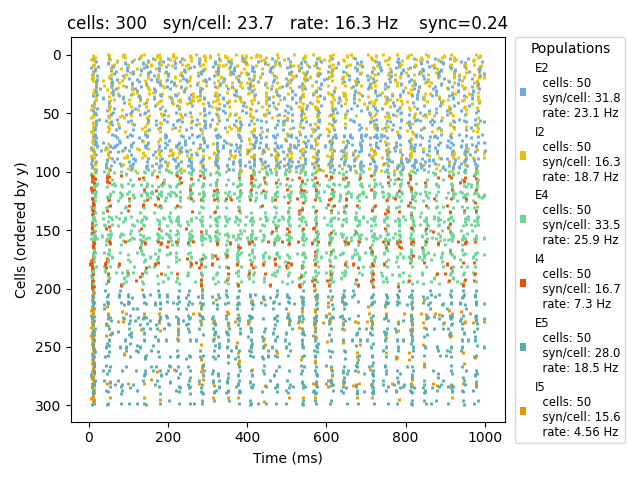 cells: 300   syn/cell: 23.7   rate: 16.3 Hz    sync=0.24
Cells (ordered by y)
0
50
100
150
200
250
300
0 200 400 600 800 1000
Time (ms)
Populations
E2
cells: 50
syn/cell: 31.8
rate: 23.1 Hz
I2
cells: 50
syn/cell: 16.3
rate: 18.7 Hz
E4
cells: 50
syn/cell: 33.5
rate: 25.9 Hz
I4
cells: 50
syn/cell: 16.7
rate: 7.3 Hz
E5
cells: 50
syn/cell: 28.0
rate: 18.5 Hz
I5
cells: 50
syn/cell: 15.6
rate: 4.56 Hz